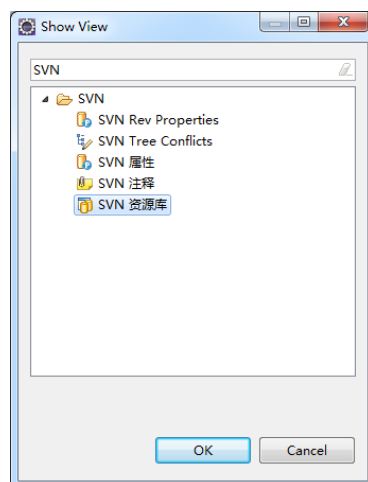 Show View
SVN
SVN
SVN Rev Properties
SVN Tree Conflicts
SVN 属性
SVN 注释
SVN 资源库
OK
Cancel